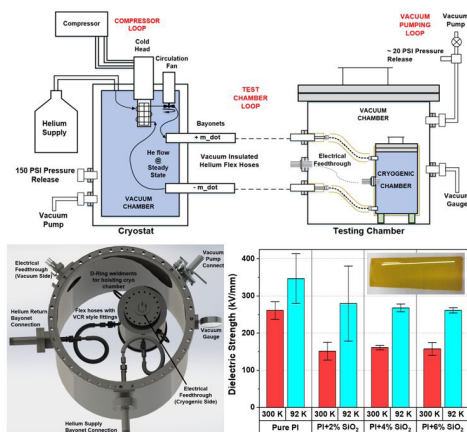 COMPRESSOR
LOOP
Compressor
Cold
Head
Circulation
Fan
Helium
Supply
150 PSI Pressure
Release
Vacuum
Pump
He flow
@
Steady
State
VACUUM
CHAMBER
Cryostat
TEST
CHAMBER
LOOP
Bayonets
+ m_dot
Vacuum Insulated
Helium Flex Hoses
- m_dot
Electrical
Feedthrough
VACUUM
PUMPING
LOOP
Vacuum
Pump
~ 20 PSI Pressure
Release
VACUUM
CHAMBER
CRYOGENIC
CHAMBER
Vacuum
Gauge
Testing Chamber
Electrical
Feedthrough
(Vacuum Side)
D-Ring weldments
for hoisting cryo
chamber
Vacuum
Pump
Connect
Helium Return
Bayonet
Connection
Flex hoses with
VCR style fittings
Vacuum
Gauge
Electrical
Feedthrough
(Cryogenic Side)
Helium Supply
Bayonet Connection
Dielectric Strength (kV/mm)
400
300
200
100
0
300 K 92 K 300 K 92 K 300 K 92 K 300 K 92 K
Pure PI PI+2% SiO₂ PI+4% SiO₂ PI+6% SiO₂